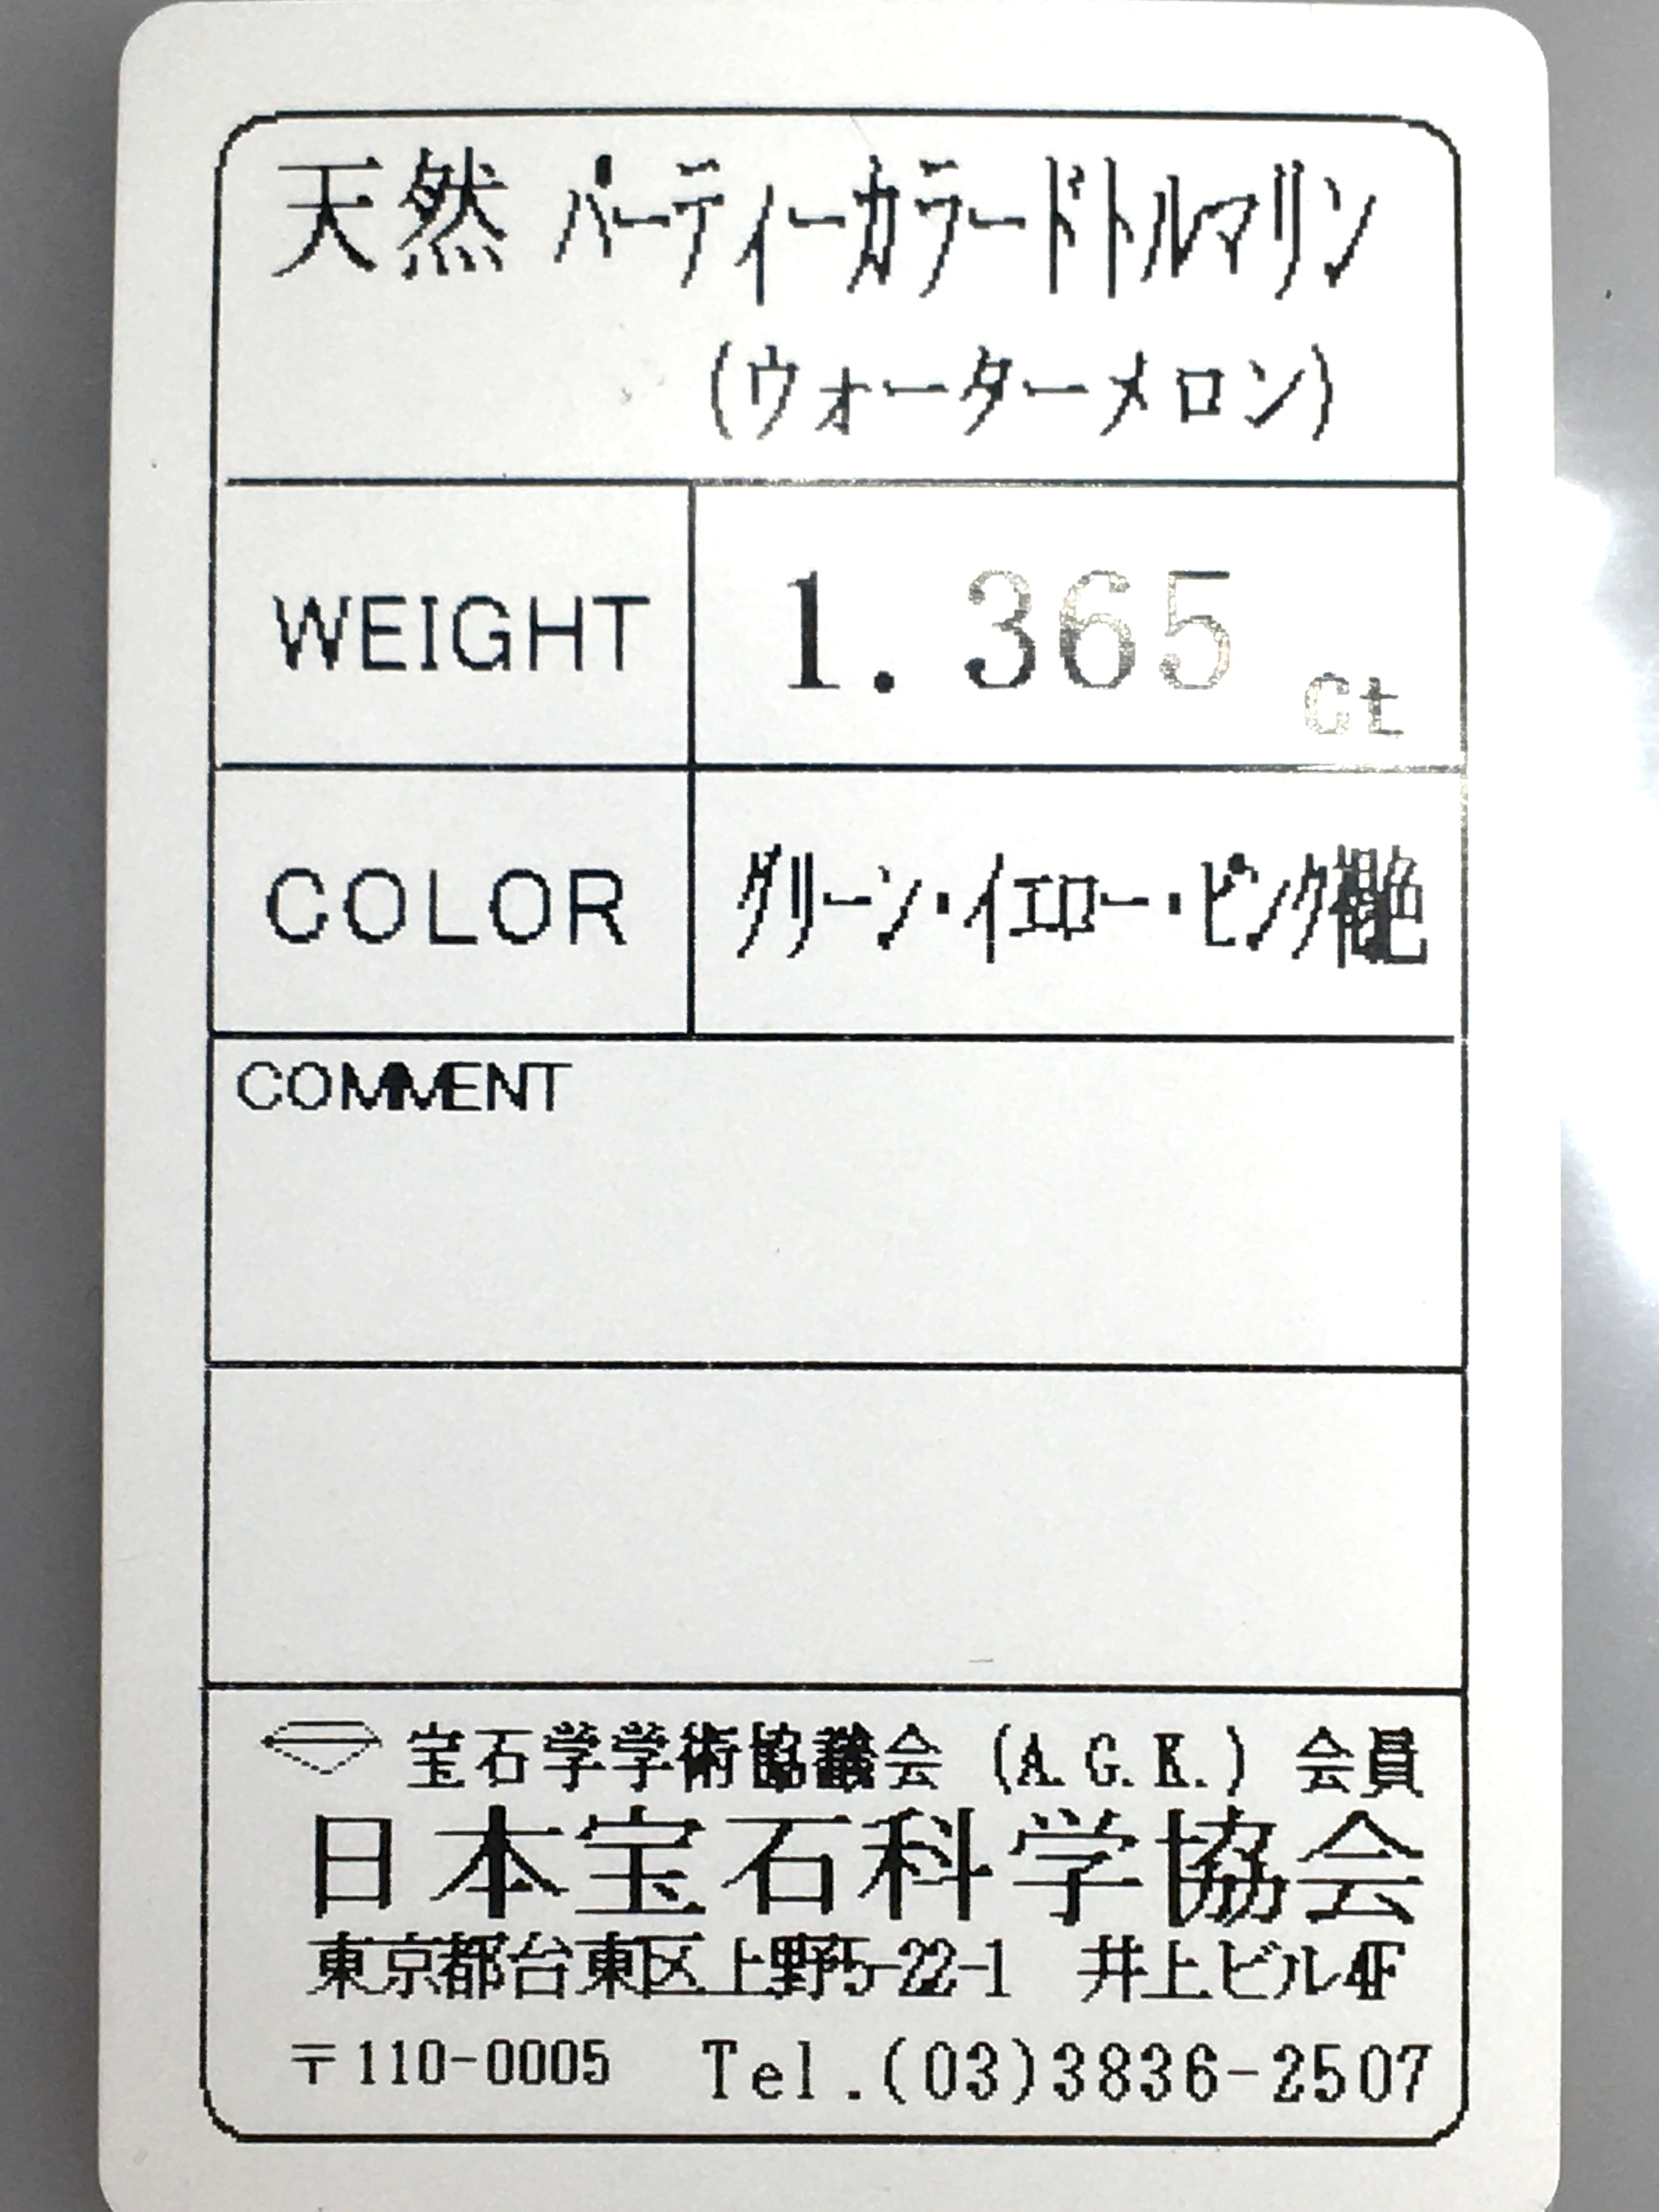 天然 パーティーカラードトルマリン
(ウォーターメロン)
WEIGHT 1.365 ct
COLOR グリーン・イエロー・ピンク複色
COMMENT
宝石学学術協議会 (A.G.K.) 会員
日本宝石科学協会
東京都台東区上野5-22-1 井上ビル4F
〒110-0005 Tel.(03)3836-2507